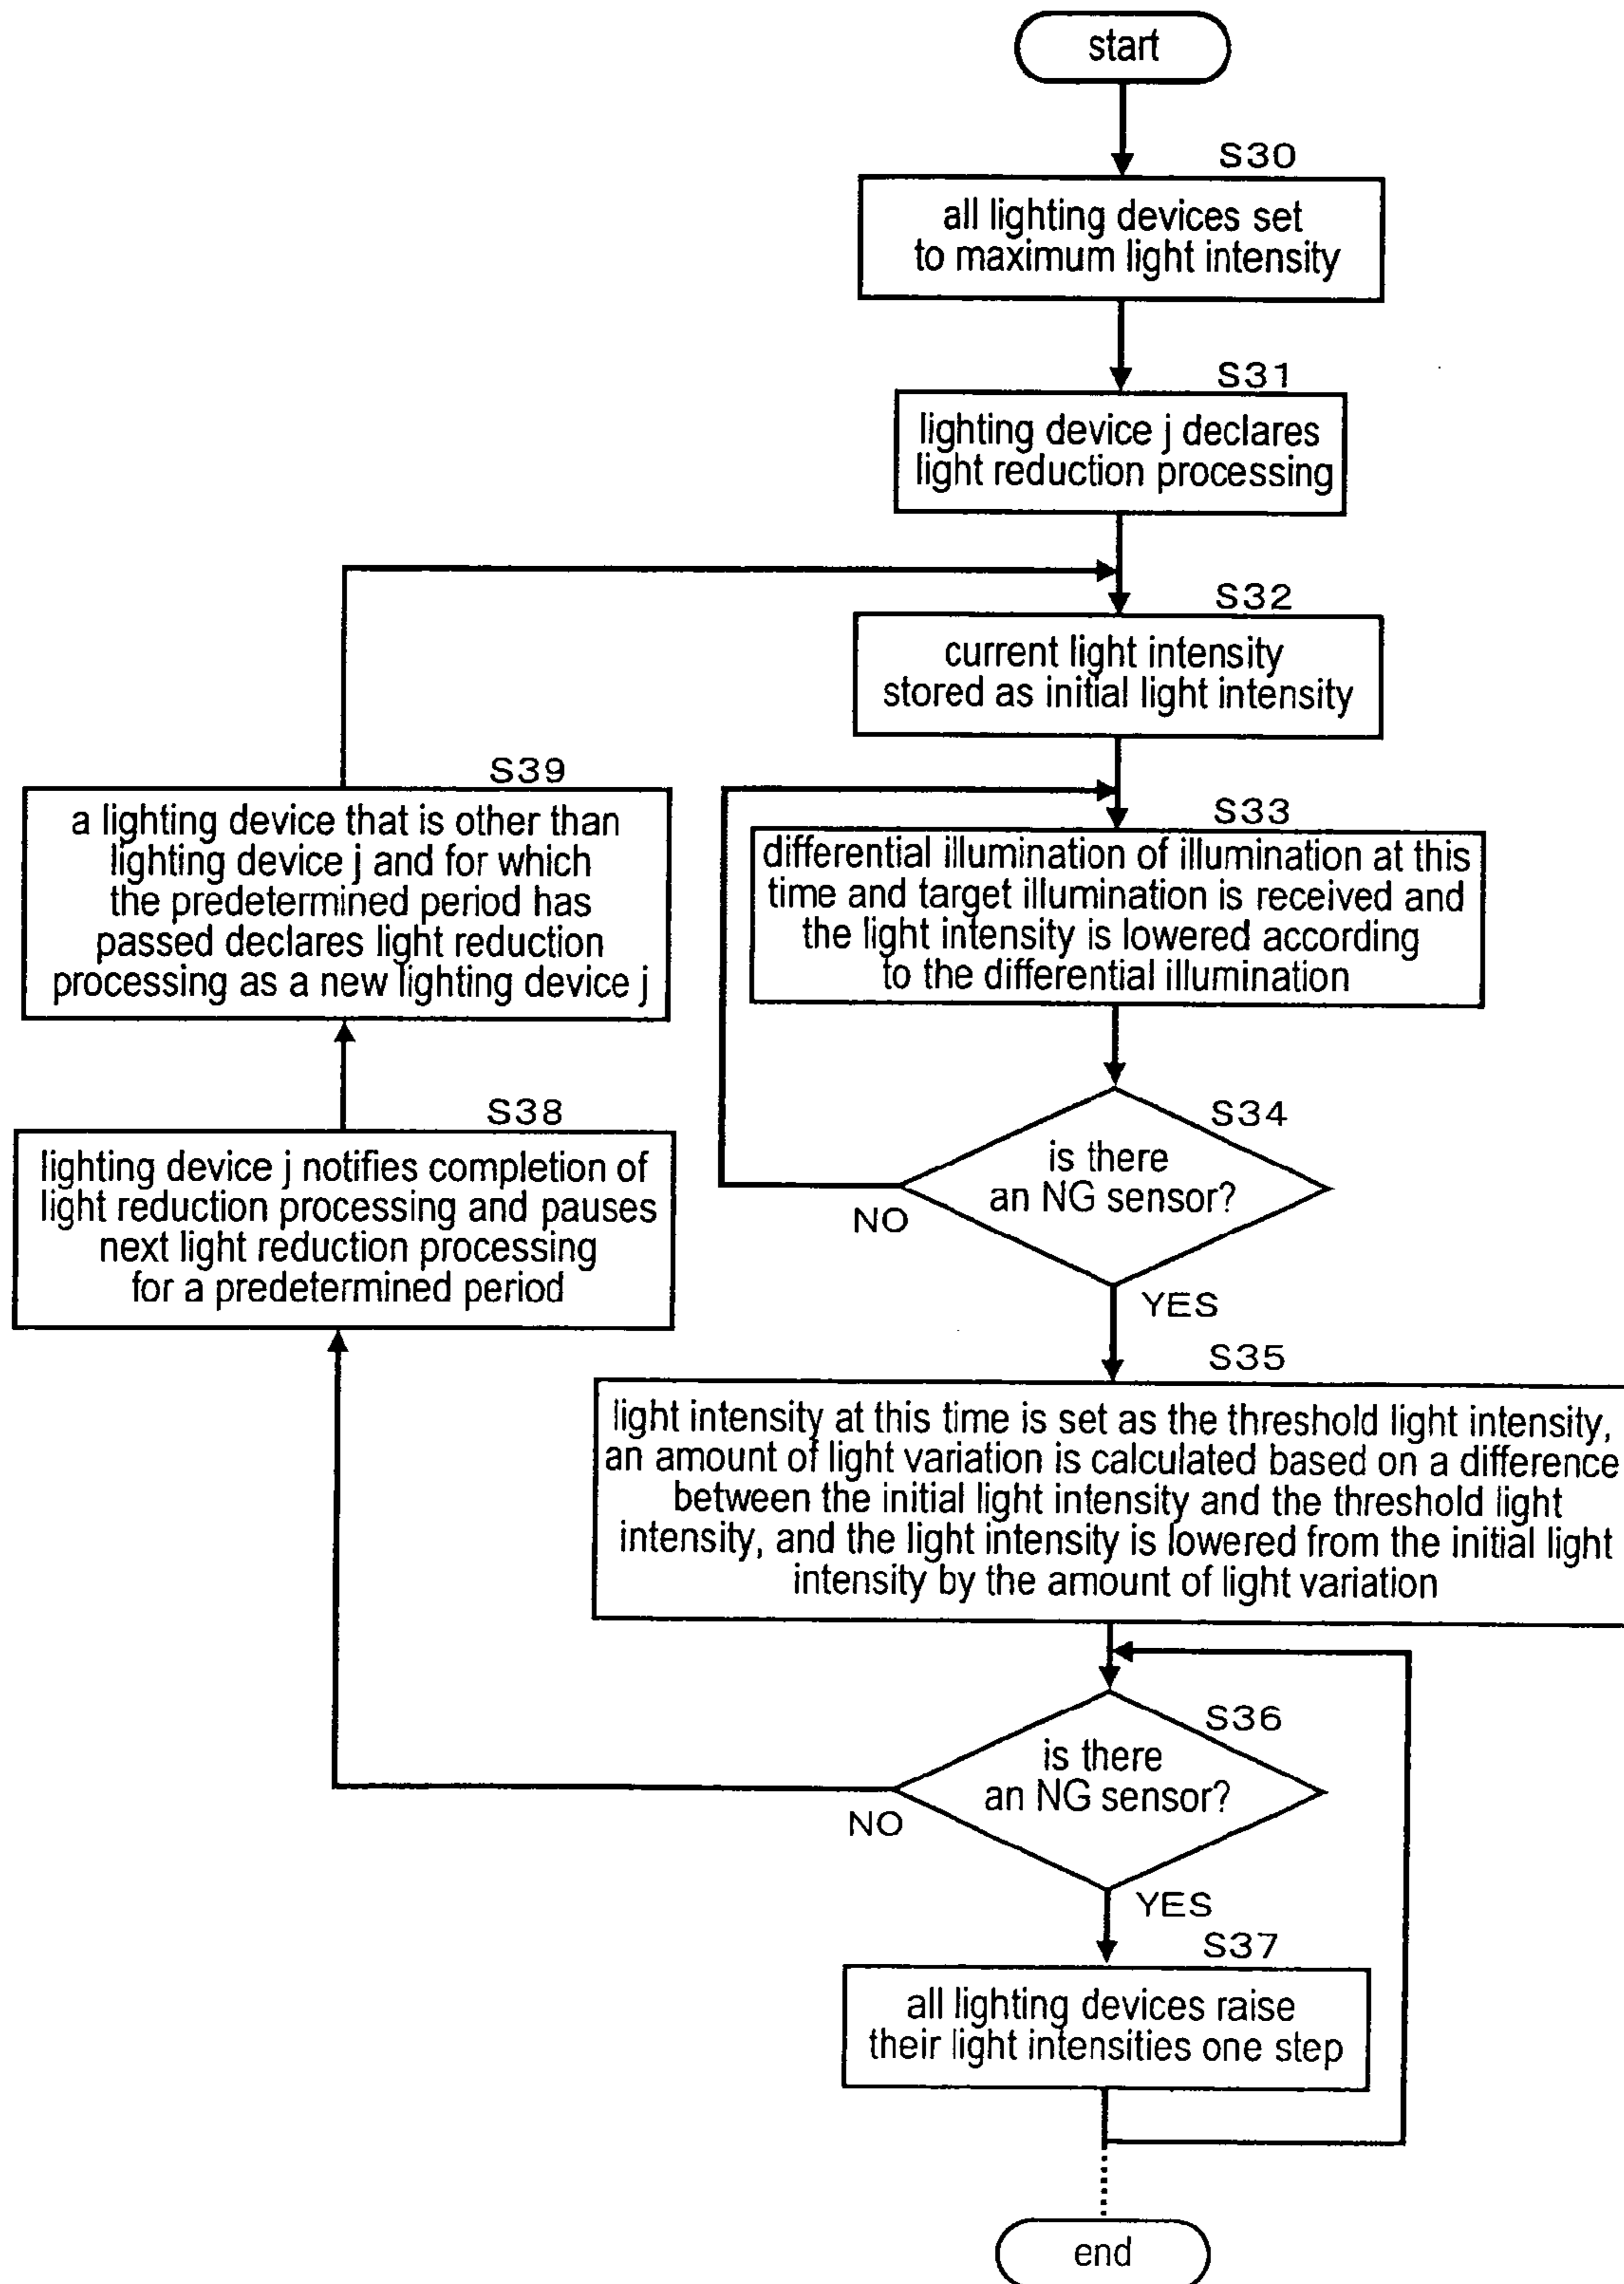 start
S30
all lighting devices set
to maximum light intensity
S31
lighting device j declares
light reduction processing
S32
current light intensity
stored as initial light intensity
S39
a lighting device that is other than
lighting device j and for which
the predetermined period has
passed declares light reduction
processing as a new lighting device j
S33
differential illumination of illumination at this
time and target illumination is received and
the light intensity is lowered according
to the differential illumination
S38
lighting device j notifies completion of
light reduction processing and pauses
next light reduction processing
for a predetermined period
S34
is there
an NG sensor?
NO
YES
S35
light intensity at this time is set as the threshold light intensity,
an amount of light variation is calculated based on a difference
between the initial light intensity and the threshold light
intensity, and the light intensity is lowered from the initial light
intensity by the amount of light variation
S36
is there
an NG sensor?
NO
YES
S37
all lighting devices raise
their light intensities one step
end